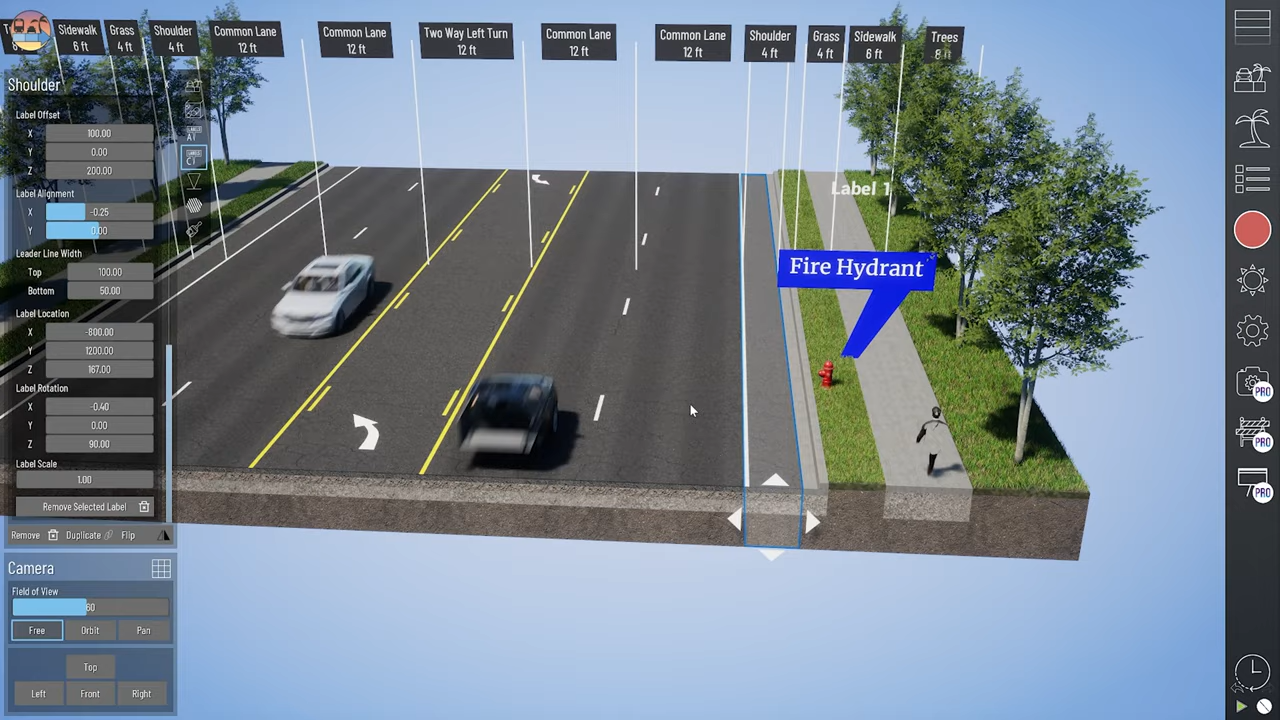 Sidewalk
6 ft
Grass
4 ft
Shoulder
4 ft
Common Lane
12 ft
Common Lane
12 ft
Two Way Left Turn
12 ft
Common Lane
12 ft
Common Lane
12 ft
Shoulder
4 ft
Grass
4 ft
Sidewalk
6 ft
Trees
8 ft
Shoulder
Label Offset
X 100.00
Y 0.00
Z 200.00
Label Alignment
X -0.25
Y 0.00
Leader Line Width
Top 100.00
Bottom 50.00
Label Location
X -800.00
Y 1200.00
Z 167.00
Label Rotation
X -0.40
Y 0.00
Z 90.00
Label Scale
1.00
Remove Selected Label
Remove Duplicate Flip
Camera
Field of View
60
Free Orbit Pan
Top
Left Front Right
Label 1
Fire Hydrant
PRO
PRO
PRO